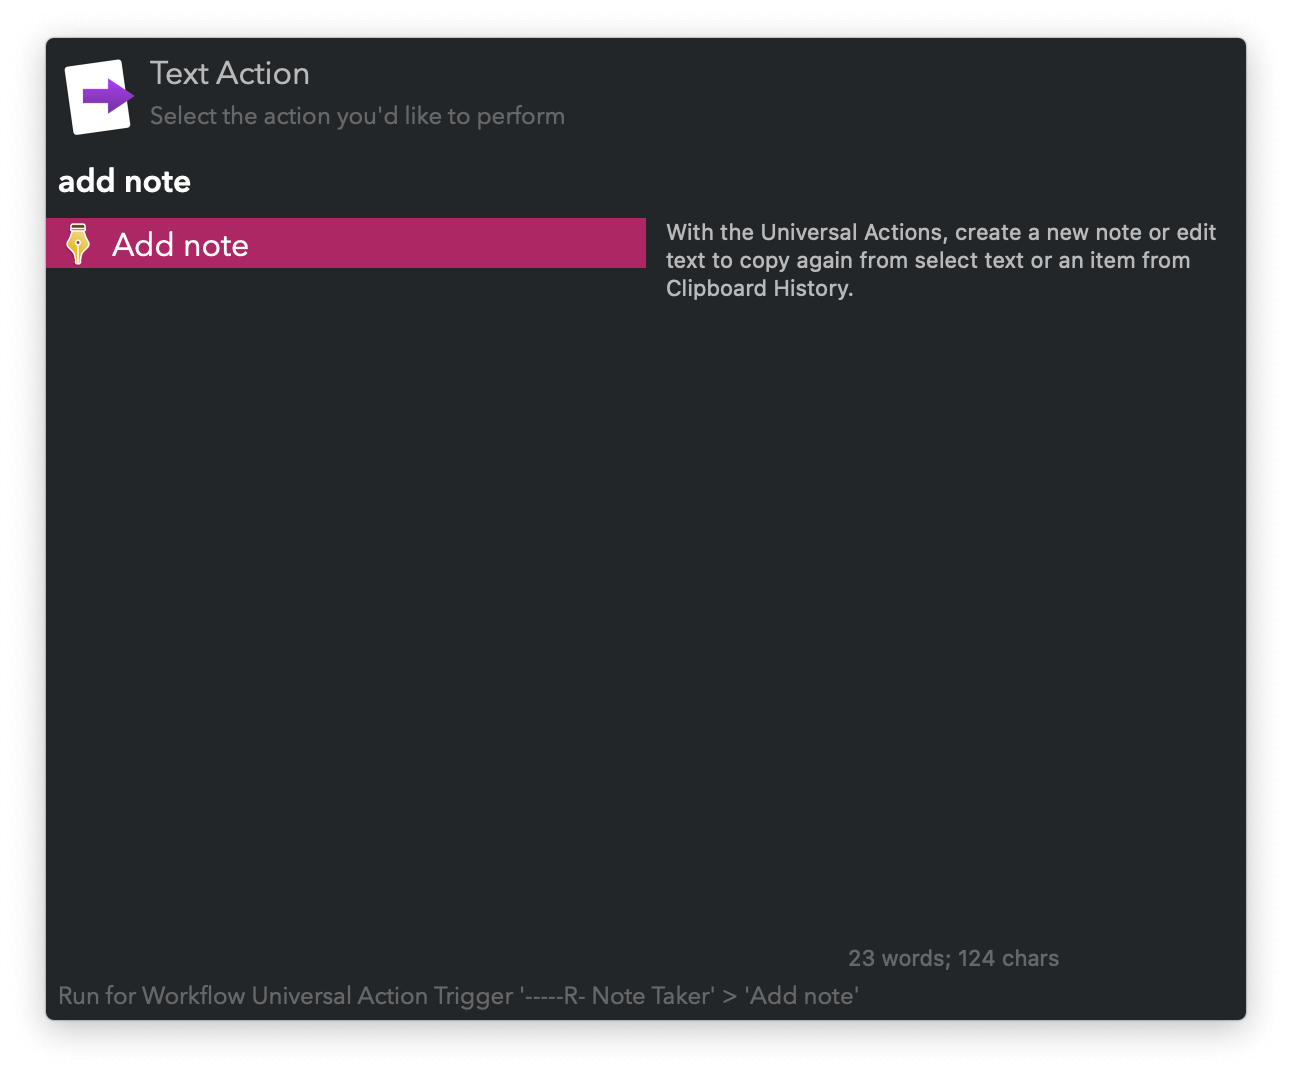 Text Action
Select the action you'd like to perform
add note
Add note
With the Universal Actions, create a new note or edit
text to copy again from select text or an item from
Clipboard History.
23 words; 124 chars
Run for Workflow Universal Action Trigger '-----R- Note Taker' > 'Add note'